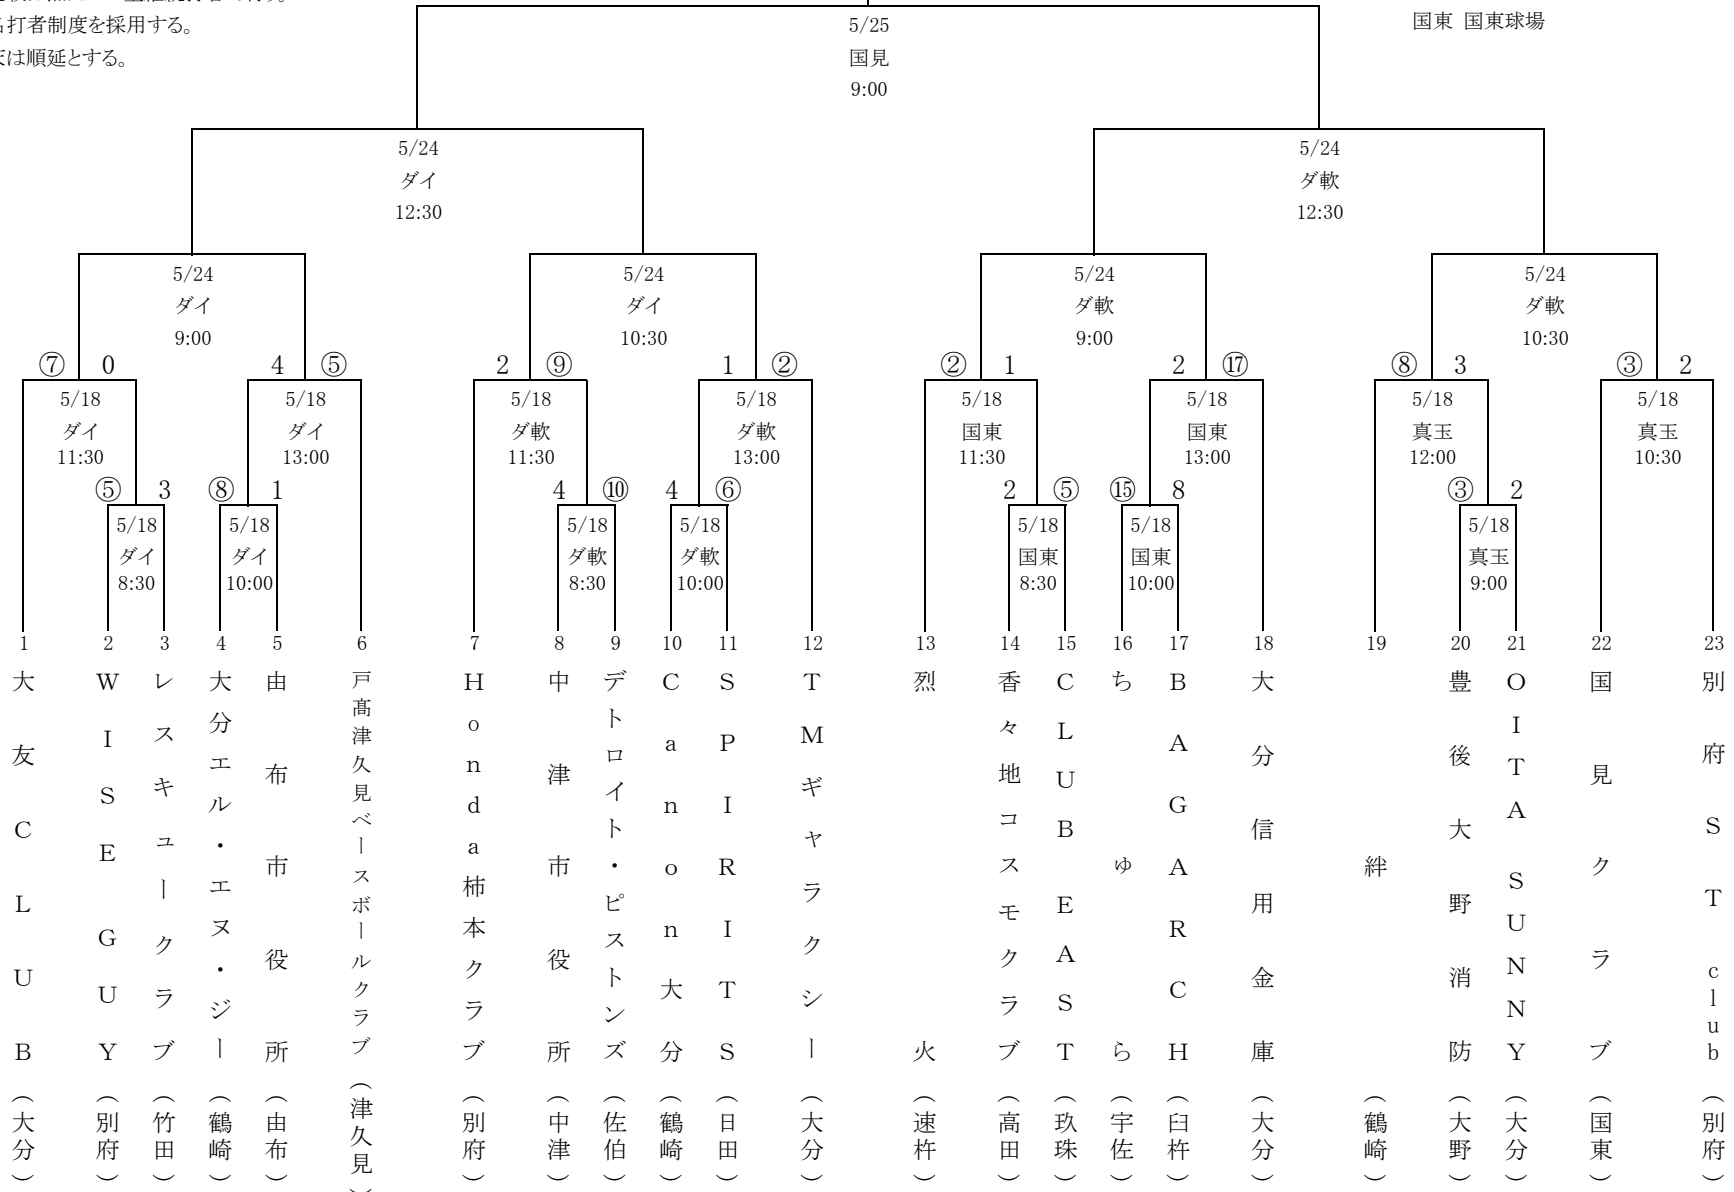 打者制度を採用する。
は順延とする。
国東 国東球場
5/25
国見
9:00
5/24
ダイ
12:30
5/24
ダ軟
12:30
5/24
ダイ
9:00
5/24
ダイ
10:30
5/24
ダ軟
9:00
5/24
ダ軟
10:30
⑦ 0 4 ⑤ 2 ⑨ 1 ② ② 1 2 ⑰ ⑧ 3 ③ 2
5/18
ダイ
11:30
5/18
ダイ
13:00
5/18
ダ軟
11:30
5/18
ダ軟
13:00
5/18
国東
11:30
5/18
国東
13:00
5/18
真玉
12:00
5/18
真玉
10:30
⑤ 3 ⑧ 1 4 ⑩ 4 ⑥ 2 ⑤ ⑮ 8 ③ 2
5/18
ダイ
8:30
5/18
ダイ
10:00
5/18
ダ軟
8:30
5/18
ダ軟
10:00
5/18
国東
8:30
5/18
国東
10:00
5/18
真玉
9:00
1 2 3 4 5 6 7 8 9 10 11 12 13 14 15 16 17 18 19 20 21 22 23
大友CLUB（大分）
WISE GUY（別府）
レスキュークラブ（竹田）
大分エル・エヌ・ジー（鶴崎）
由布市役所（由布）
戸髙津久見ベースボールクラブ（津久見）
Honda柿本クラブ（別府）
中津市役所（中津）
デトロイト・ピストンズ（佐伯）
Canon大分（鶴崎）
SPIRITS（日田）
TMギャラクシー（大分）
烈火（速杵）
香々地コスモクラブ（高田）
CLUB EAST（玖珠）
ちゅら（宇佐）
BAGARCH（臼杵）
大分信用金庫（大分）
絆（鶴崎）
豊後大野消防（大野）
OITA SUNNY（大分）
国見クラブ（国東）
別府ST club（別府）